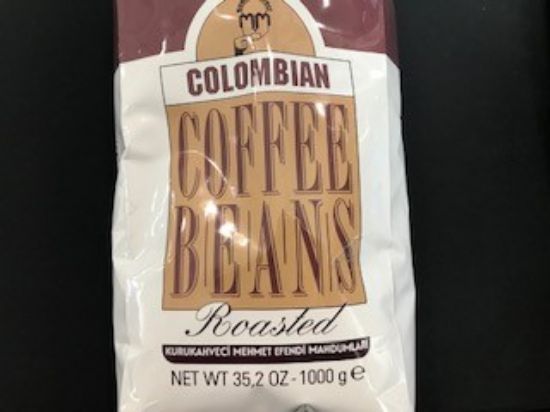 COLOMBIAN
COFFEE
BEANS
Roasted
KURUKAHVECİ MEHMET EFENDİ MAHDUMLARI
NET WT 35,2 OZ - 1000 g e